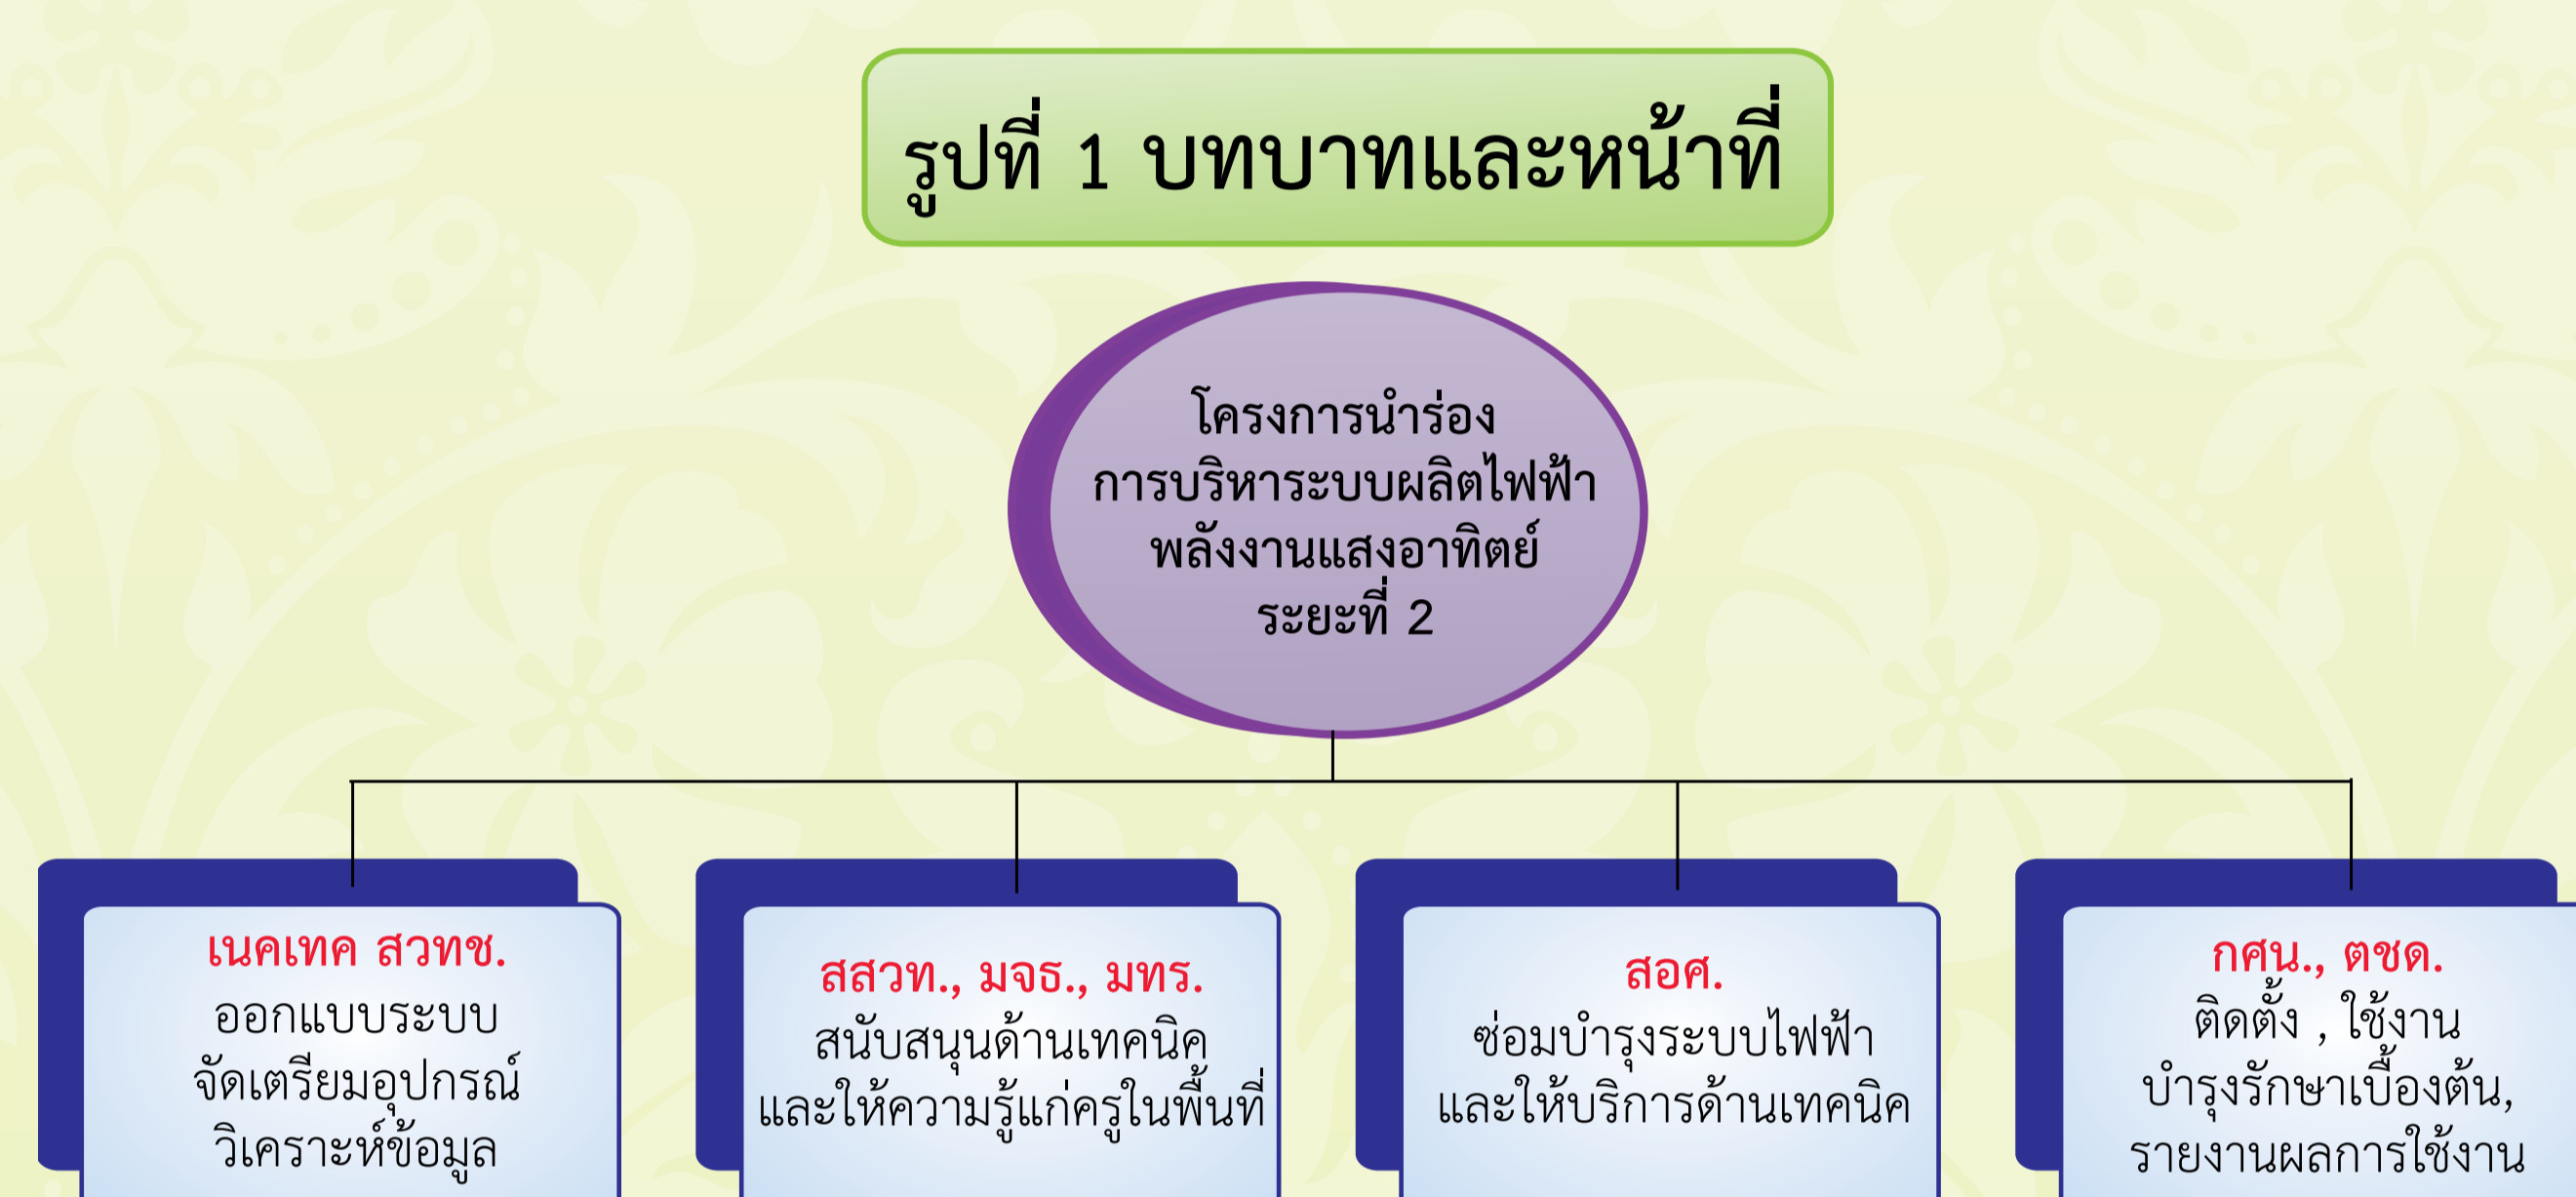 รูปที่ 1 บทบาทและหน้าที่
โครงการนำร่อง
การบริหาระบบผลิตไฟฟ้า
พลังงานแสงอาทิตย์
ระยะที่ 2
เนคเทค สวทช.
ออกแบบระบบ
จัดเตรียมอุปกรณ์
วิเคราะห์ข้อมูล
สสวท., มจธ., มทร.
สนับสนุนด้านเทคนิค
และให้ความรู้แก่ครูในพื้นที่
สอศ.
ซ่อมบำรุงระบบไฟฟ้า
และให้บริการด้านเทคนิค
กศน., ตชด.
ติดตั้ง , ใช้งาน
บำรุงรักษาเบื้องต้น,
รายงานผลการใช้งาน